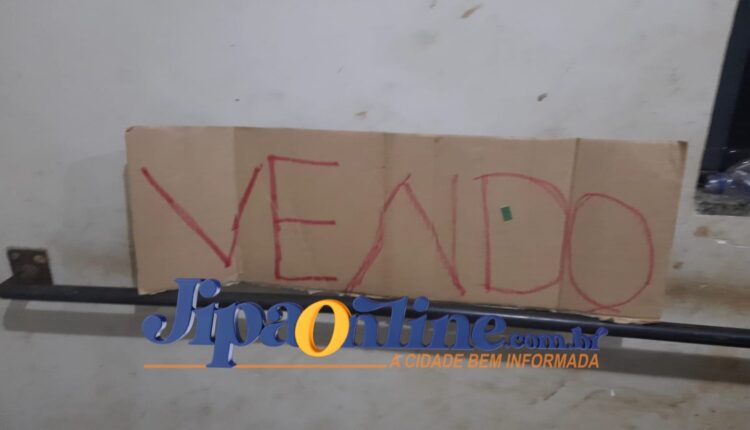 VENDO
JipaOnline.com.br
A CIDADE BEM INFORMADA